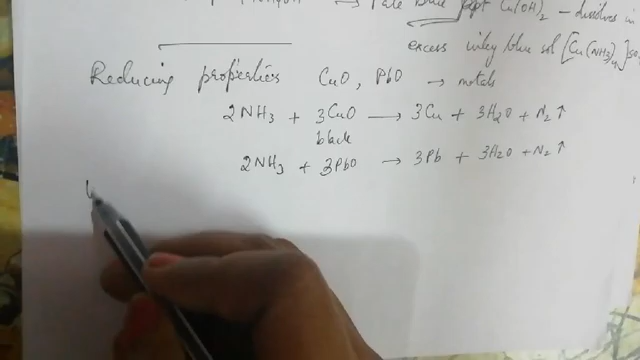 ⟶ Pale blue ppt Cu(OH)₂ – dissolves in
excess inky blue sol [Cu(NH₃)₄]SO₄
Reducing properties CuO, PbO → metals
2NH₃ + 3CuO ⟶ 3Cu + 3H₂O + N₂↑
black
2NH₃ + 3PbO → 3Pb + 3H₂O + N₂↑